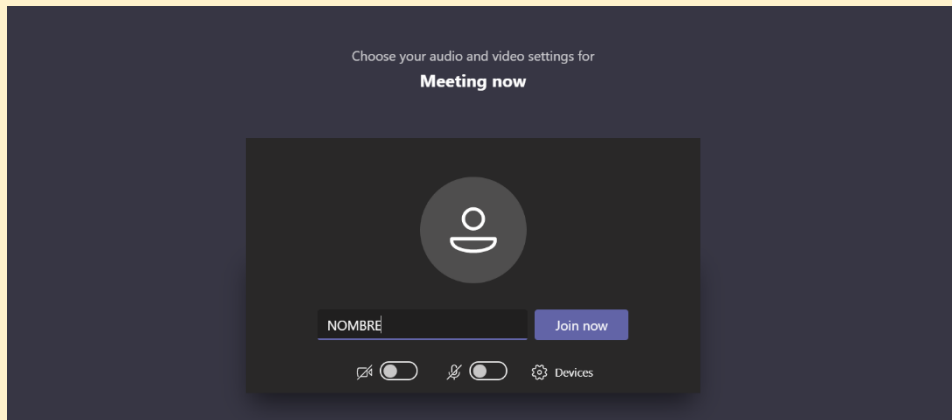 Choose your audio and video settings for
Meeting now
NOMBRE
Join now
Devices